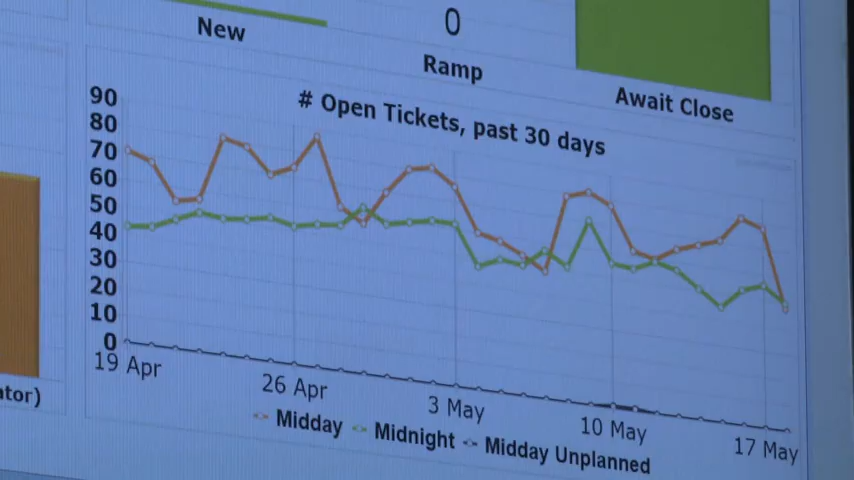 New
0
Ramp
Await Close
# Open Tickets, past 30 days
90
80
70
60
50
40
30
20
10
0
19 Apr
26 Apr
3 May
10 May
17 May
Midday Midnight Midday Unplanned
ator)